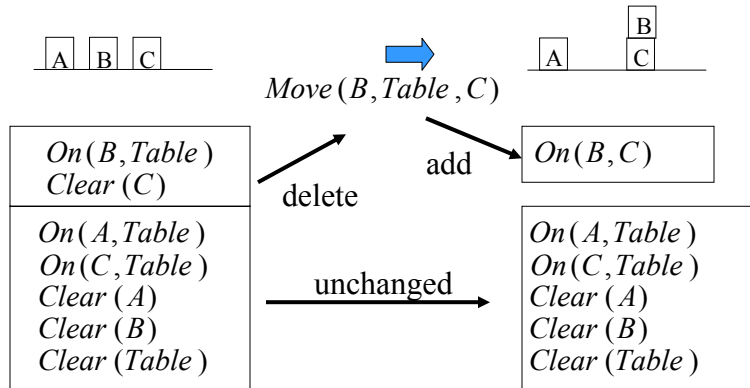 A B C
B
A C
Move (B, Table , C)
On (B, Table )
Clear (C)
delete
add
On (B, C)
On (A, Table )
On (C, Table )
Clear (A)
Clear (B)
Clear (Table )
unchanged
On (A, Table )
On (C, Table )
Clear (A)
Clear (B)
Clear (Table )